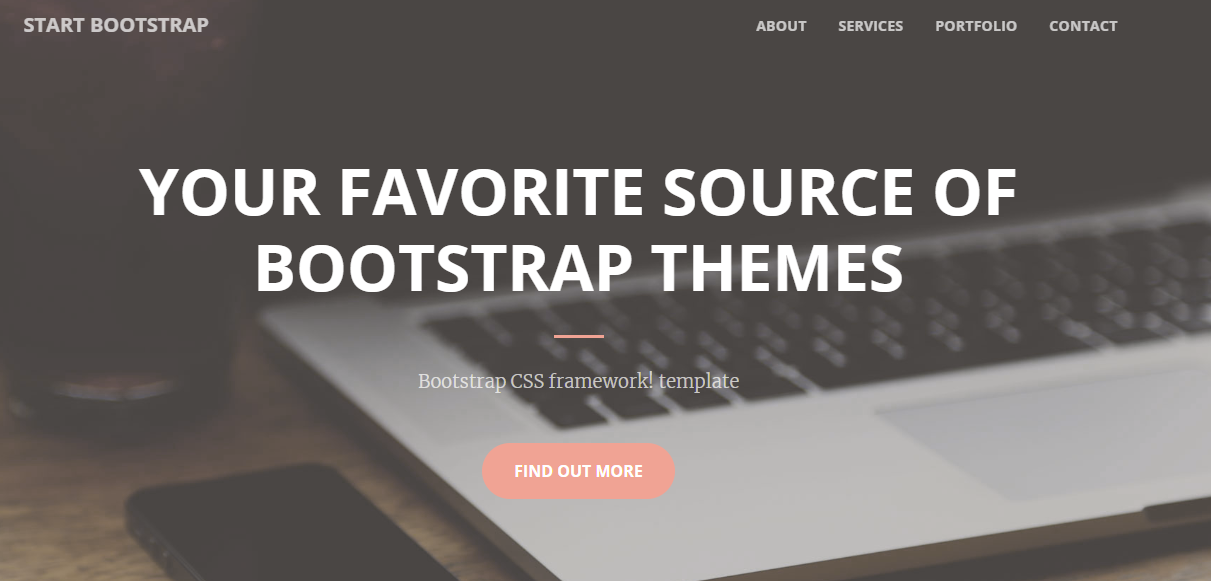 START BOOTSTRAP
ABOUT SERVICES PORTFOLIO CONTACT
YOUR FAVORITE SOURCE OF
BOOTSTRAP THEMES
Bootstrap CSS framework! template
FIND OUT MORE